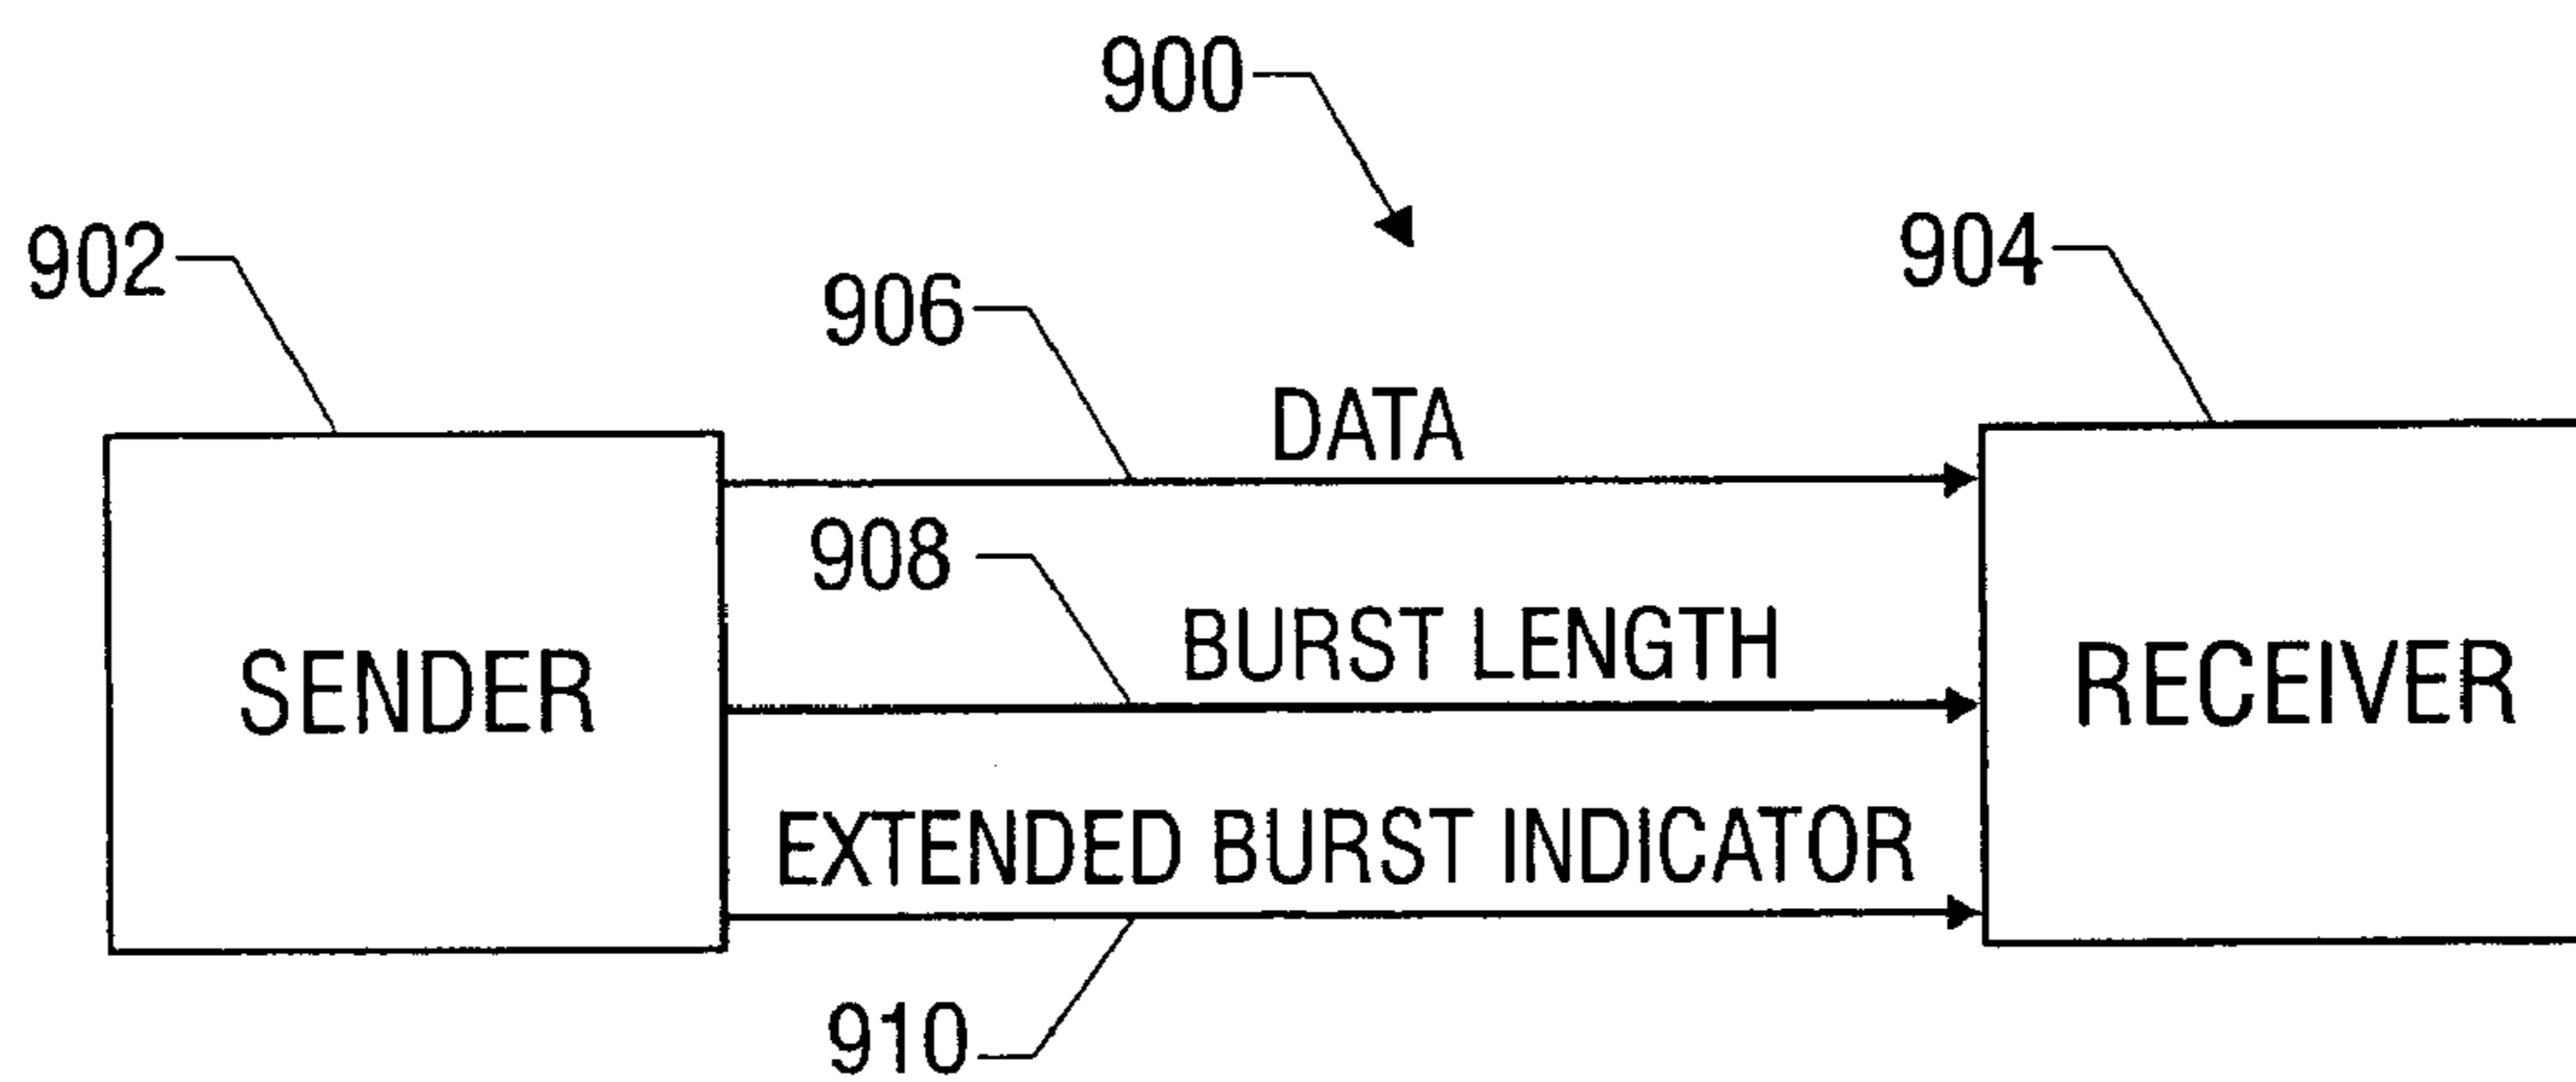 900
902
904
906
DATA
908
BURST LENGTH
SENDER
RECEIVER
EXTENDED BURST INDICATOR
910